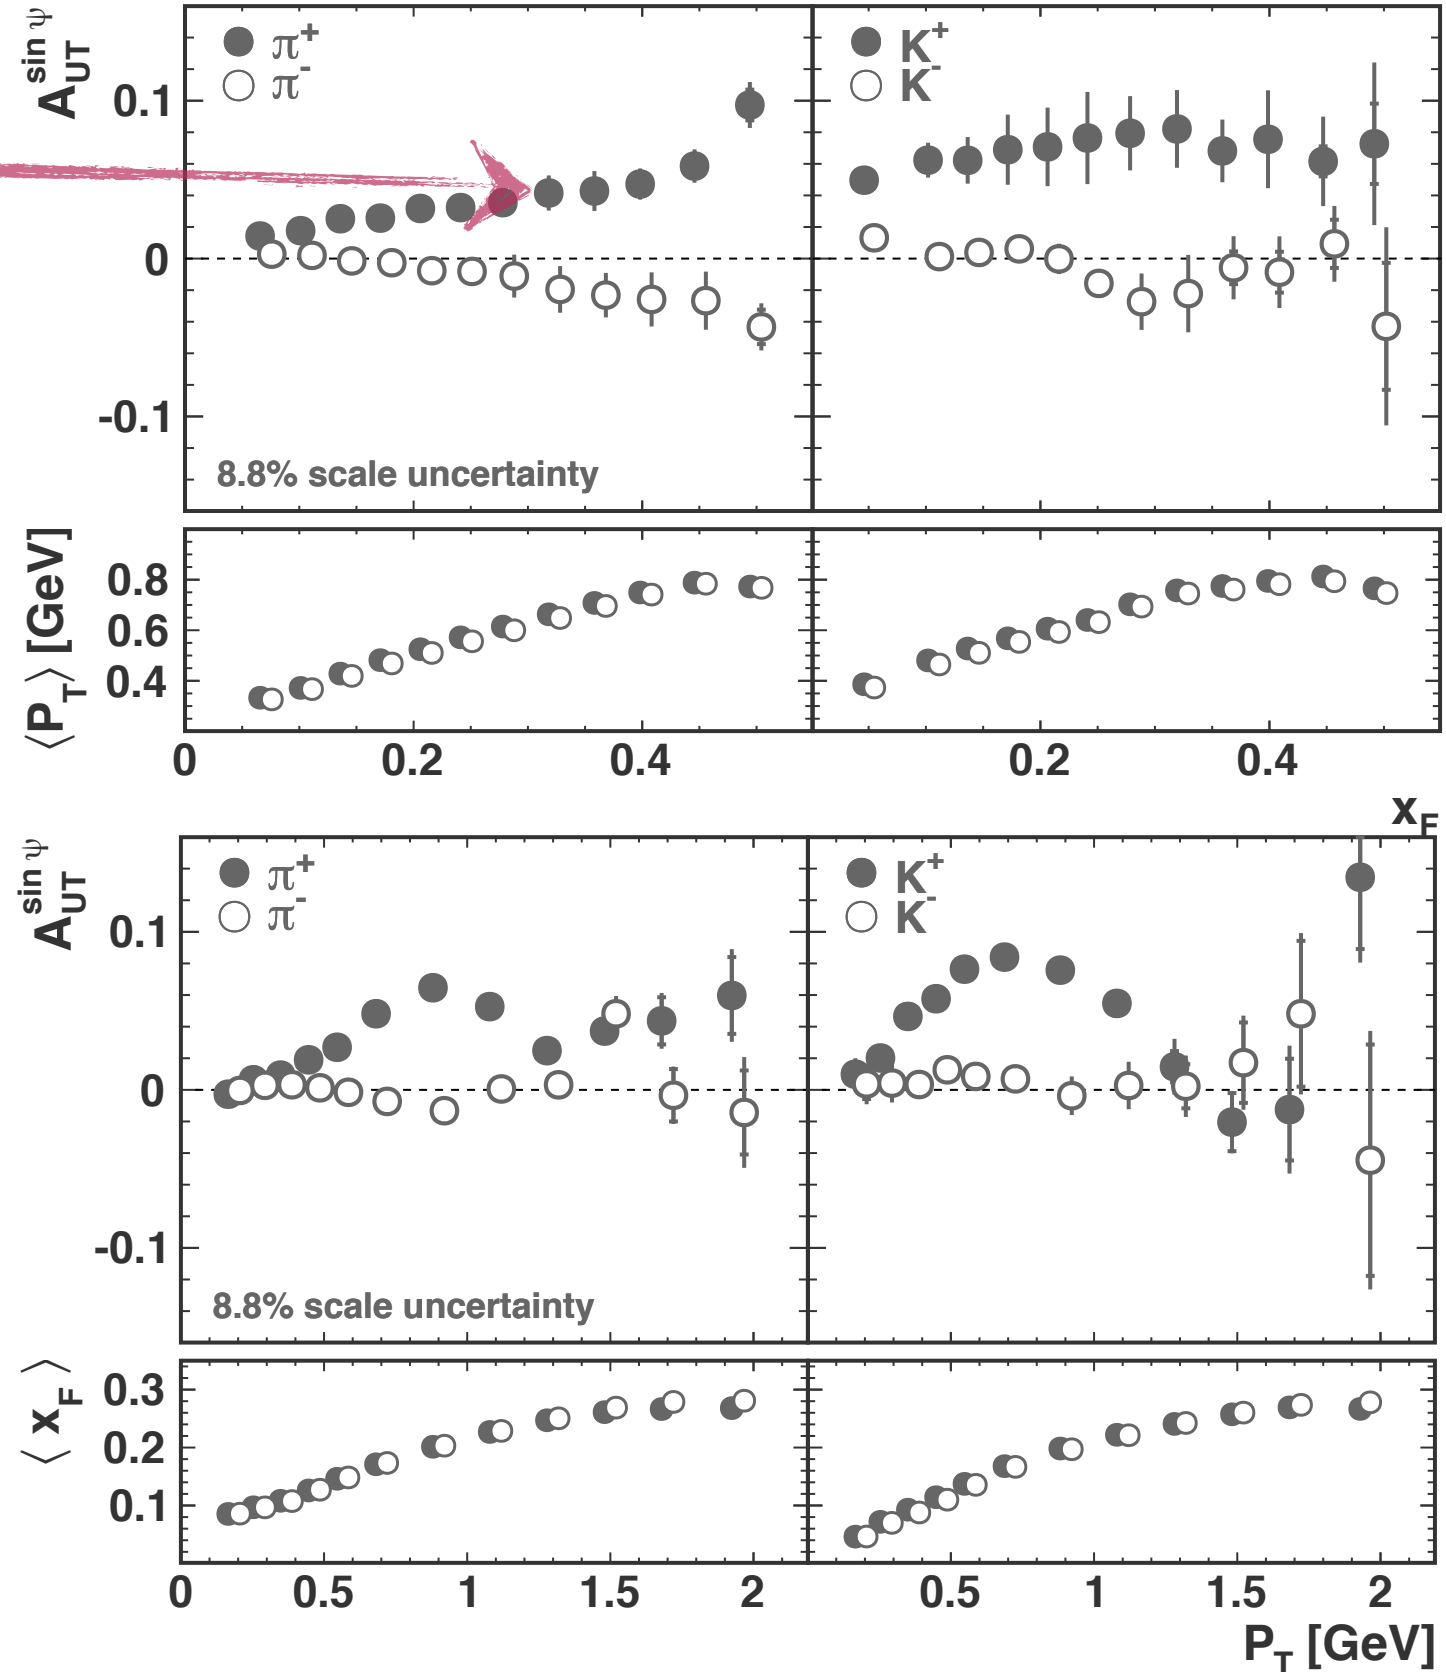 A_UT^sin ψ
π+
π-
K+
K-
0.1
0
-0.1
8.8% scale uncertainty
⟨P_T⟩ [GeV]
0.8
0.6
0.4
0 0.2 0.4 0.2 0.4
x_F
A_UT^sin ψ
π+
π-
K+
K-
0.1
0
-0.1
8.8% scale uncertainty
⟨x_F⟩
0.3
0.2
0.1
0 0.5 1 1.5 2 0.5 1 1.5 2
P_T [GeV]